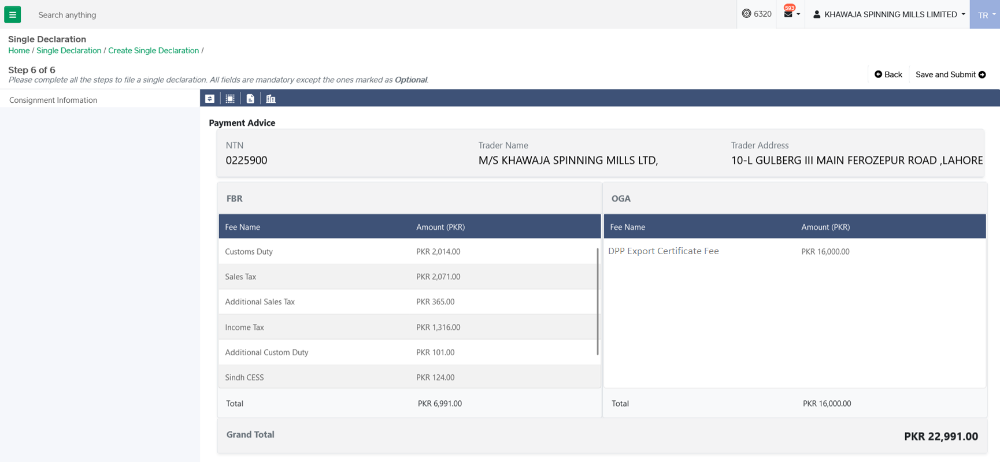 Search anything
6320
593
KHAWAJA SPINNING MILLS LIMITED
TR
Single Declaration
Home / Single Declaration / Create Single Declaration /
Step 6 of 6
Please complete all the steps to file a single declaration. All fields are mandatory except the ones marked as Optional.
Back
Save and Submit
Consignment Information
Payment Advice
NTN
0225900
Trader Name
M/S KHAWAJA SPINNING MILLS LTD,
Trader Address
10-L GULBERG III MAIN FEROZEPUR ROAD ,LAHORE
FBR
Fee Name Amount (PKR)
Customs Duty PKR 2,014.00
Sales Tax PKR 2,071.00
Additional Sales Tax PKR 365.00
Income Tax PKR 1,316.00
Additional Custom Duty PKR 101.00
Sindh CESS PKR 124.00
Total PKR 6,991.00
OGA
Fee Name Amount (PKR)
DPP Export Certificate Fee PKR 16,000.00
Total PKR 16,000.00
Grand Total PKR 22,991.00